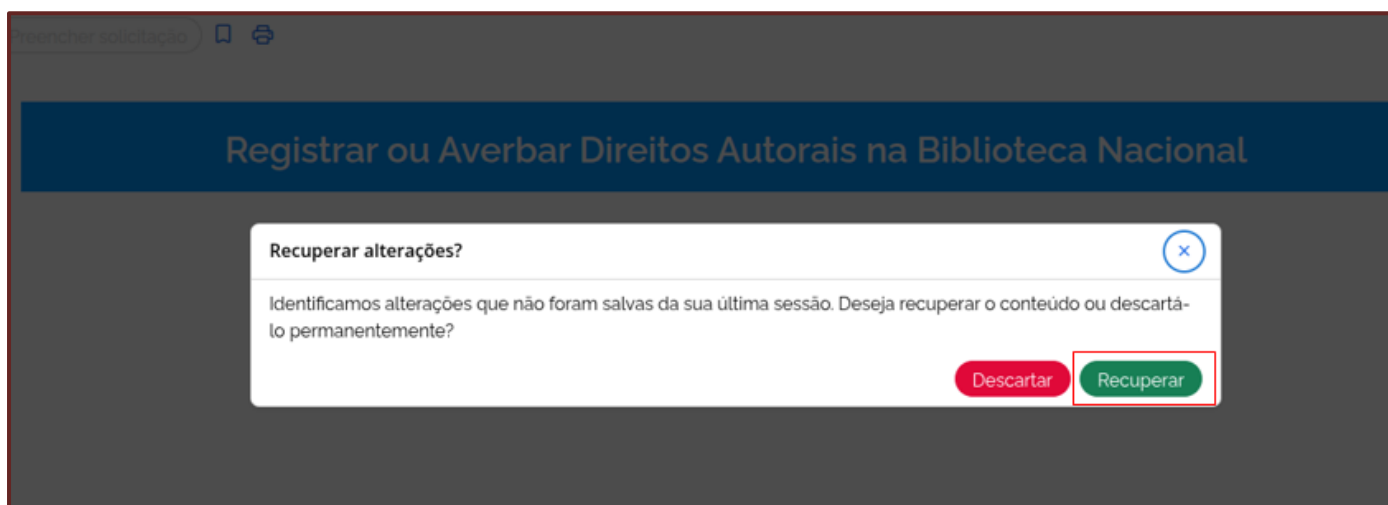 Preencher solicitação
Registrar ou Averbar Direitos Autorais na Biblioteca Nacional
Recuperar alterações?
Identificamos alterações que não foram salvas da sua última sessão. Deseja recuperar o conteúdo ou descartá-
lo permanentemente?
Descartar Recuperar